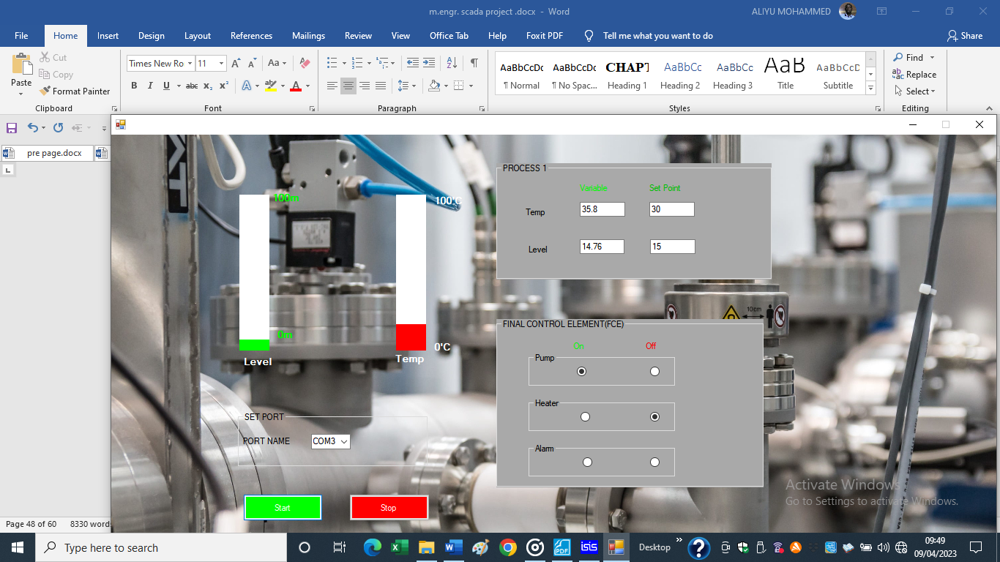 m.engr. scada project .docx - Word
ALIYU MOHAMMED
File Home Insert Design Layout References Mailings Review View Office Tab Help Foxit PDF Tell me what you want to do Share
Paste
Cut
Copy
Format Painter
Clipboard
Times New Ro 11
Font
Paragraph
AaBbCcDc AaBbCcDc CHAPT AaBbCc AaBbCc AaB AaBbCcD
¶ Normal ¶ No Spac... Heading 1 Heading 2 Heading 3 Title Subtitle
Styles
Find
Replace
Select
Editing
pre page.docx
100m
0m
Level
100'C
0'C
Temp
PROCESS 1
Variable Set Point
Temp 35.8 30
Level 14.76 15
10cm
FINAL CONTROL ELEMENT(FCE)
On Off
Pump
Heater
Alarm
SET PORT
PORT NAME COM3
Start Stop
Activate Windows
Go to Settings to activate Windows.
Page 48 of 60 8330 words
Type here to search
Desktop
09:49
09/04/2023